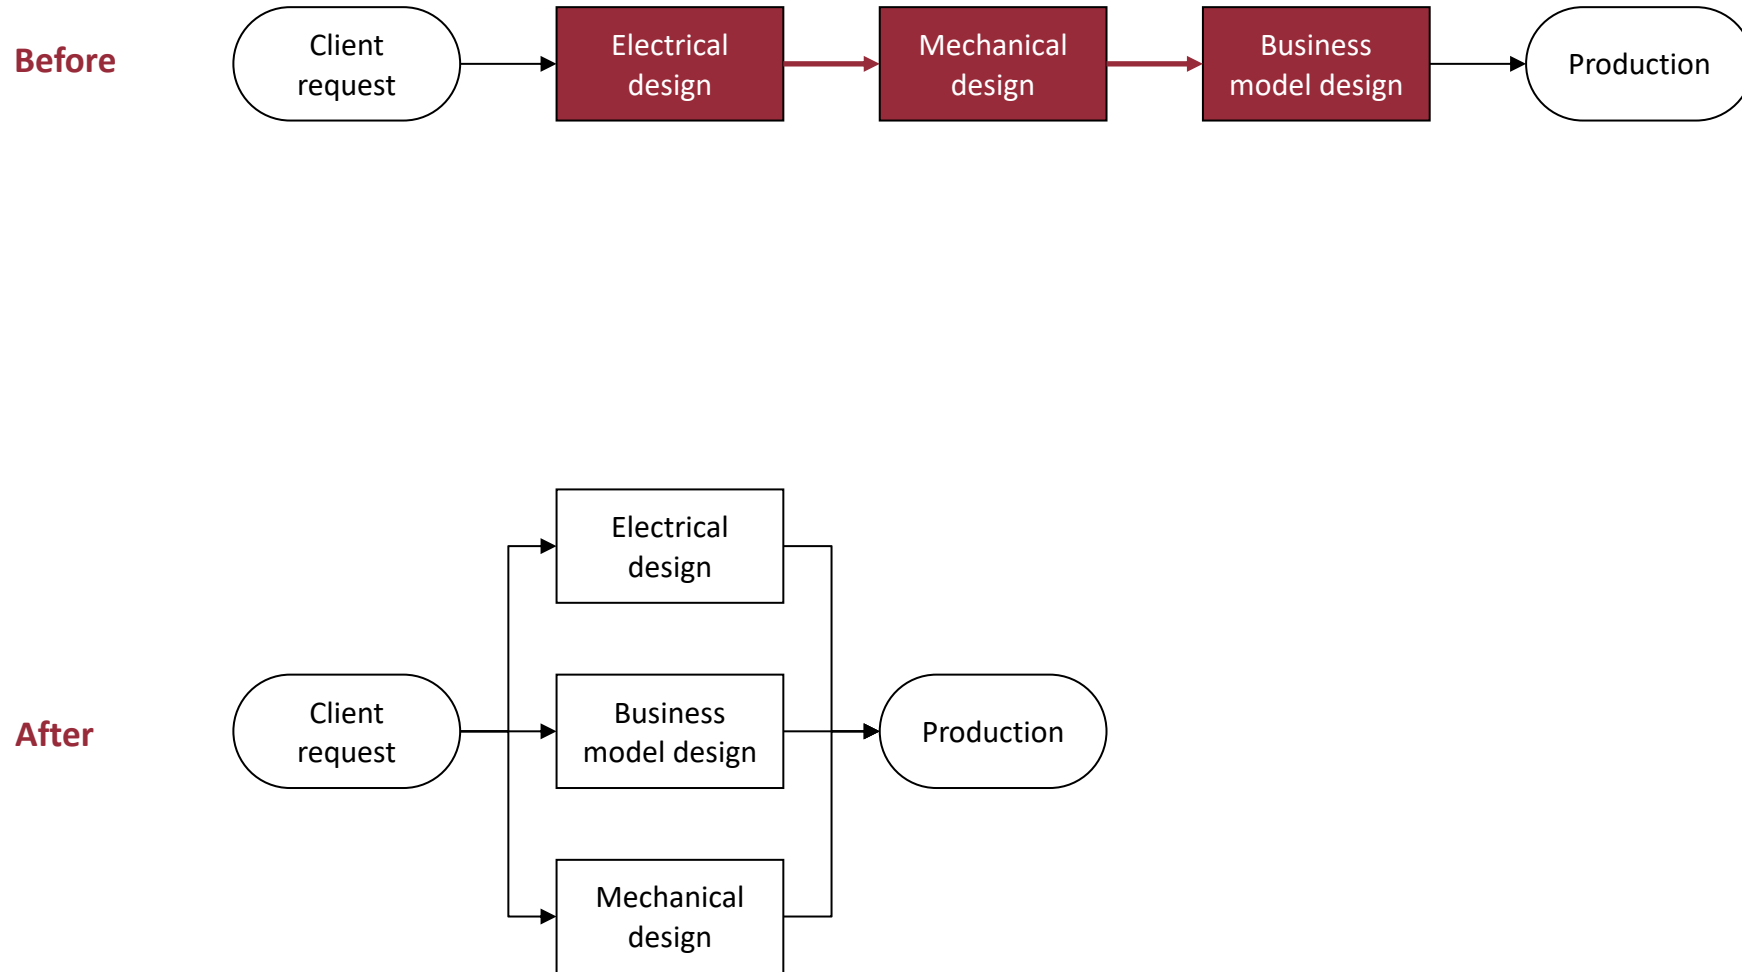 Before
Client
request
Electrical
design
Mechanical
design
Business
model design
Production
After
Client
request
Electrical
design
Business
model design
Mechanical
design
Production